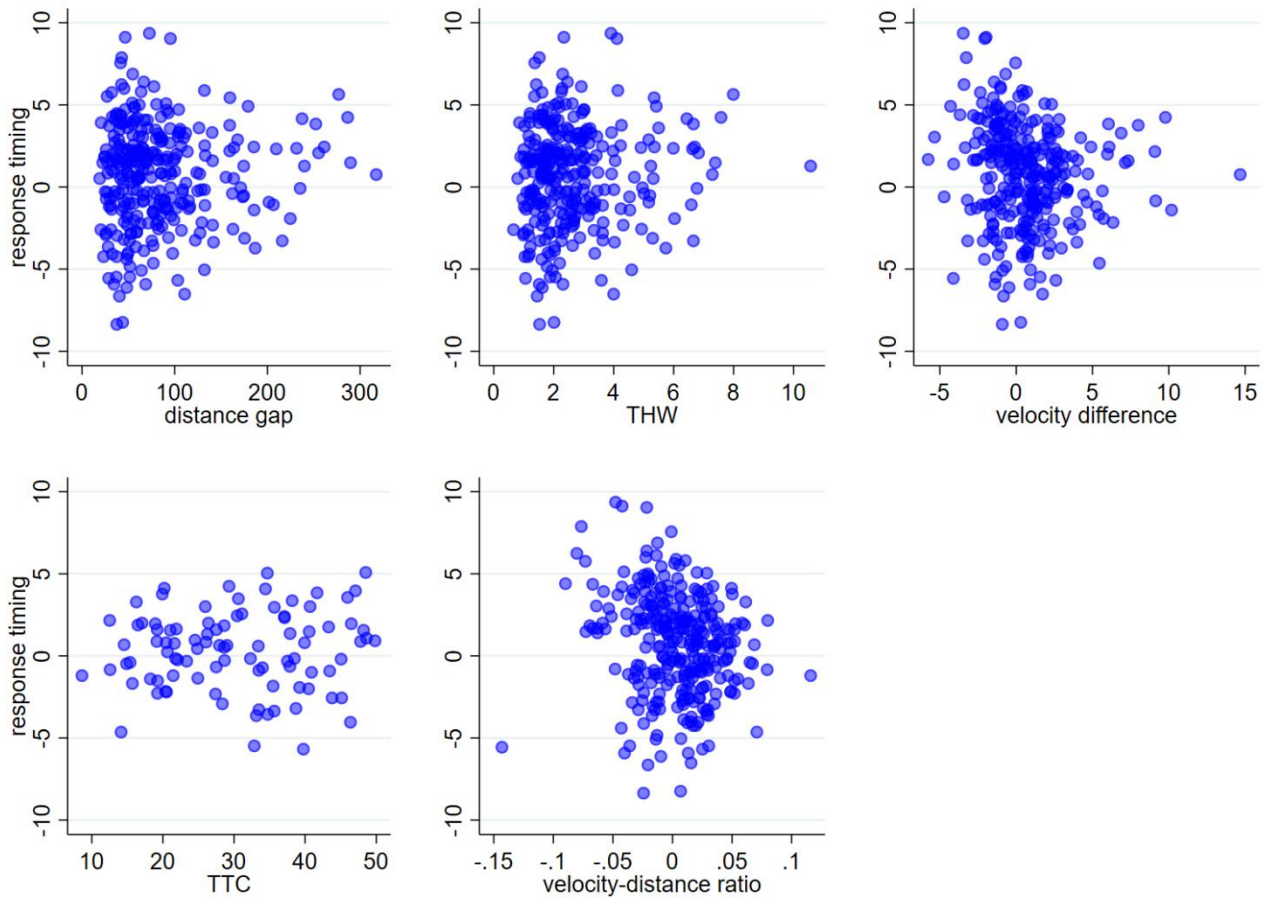 response timing
10
5
0
-5
-10
0 100 200 300
distance gap
10
5
0
-5
-10
0 2 4 6 8 10
THW
10
5
0
-5
-10
-5 0 5 10 15
velocity difference
response timing
10
5
0
-5
-10
10 20 30 40 50
TTC
10
5
0
-5
-10
-.15 -.1 -.05 0 .05 .1
velocity-distance ratio